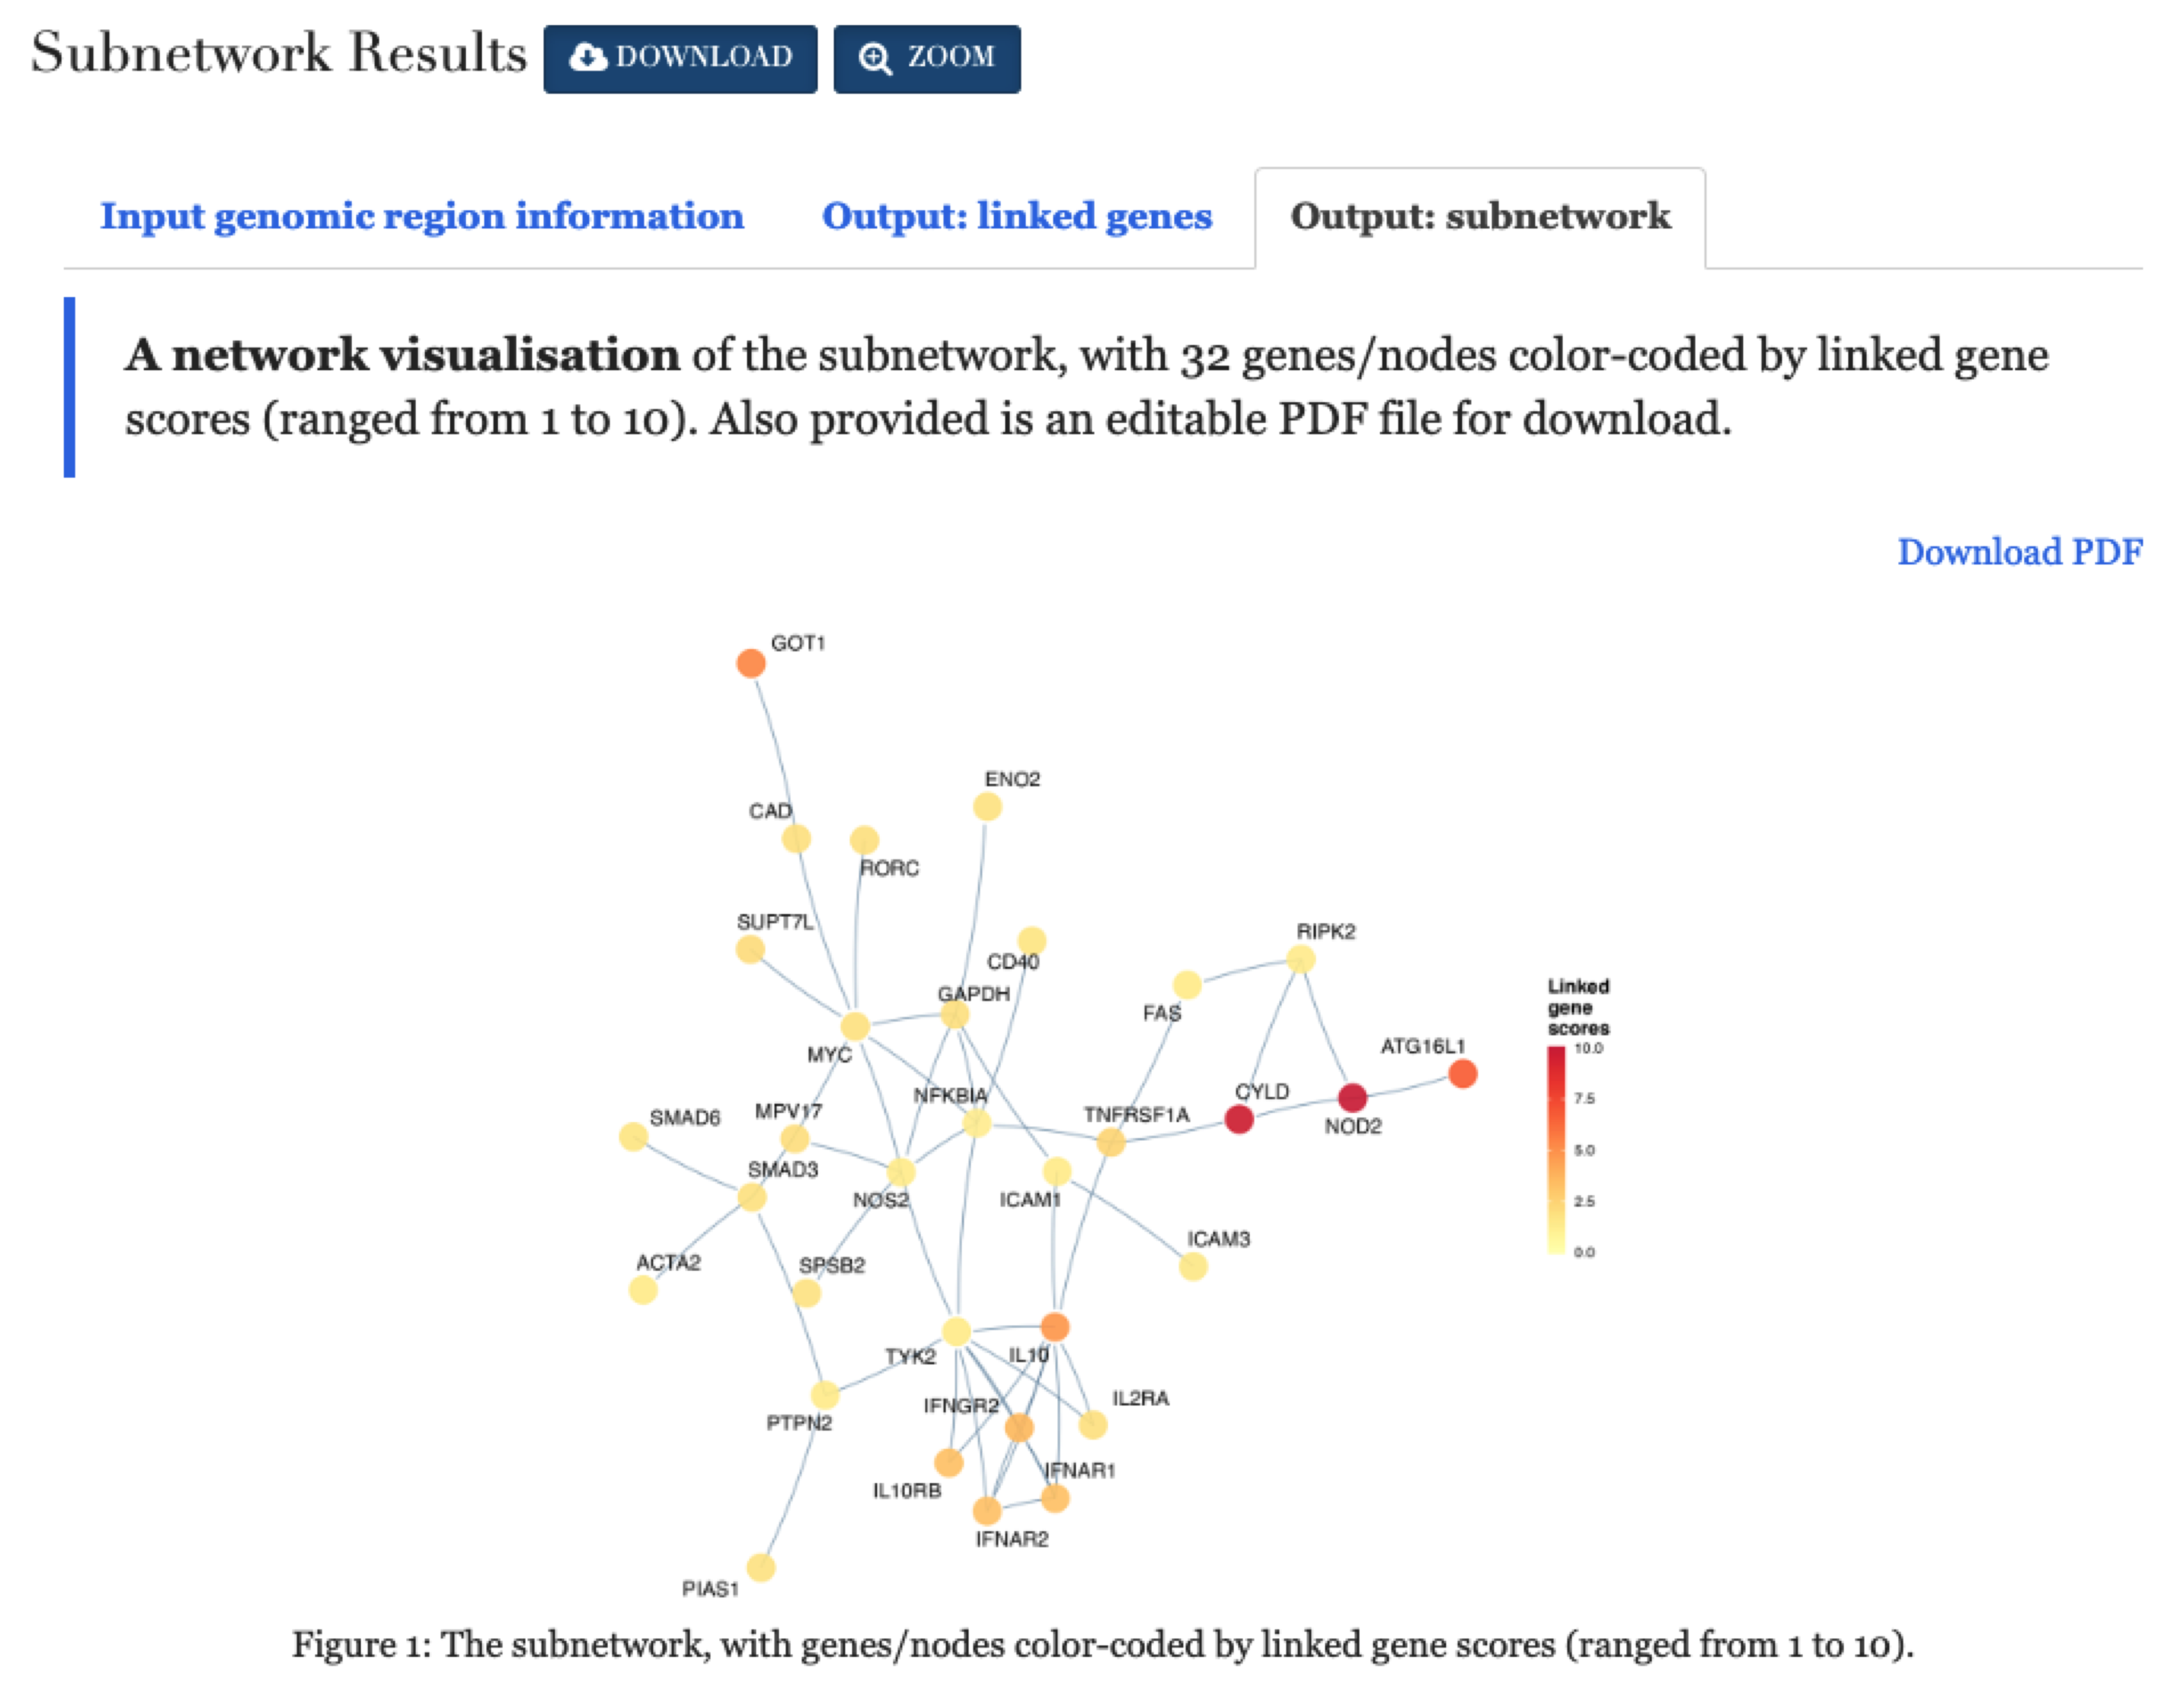 Subnetwork Results DOWNLOAD ZOOM
Input genomic region information Output: linked genes Output: subnetwork
A network visualisation of the subnetwork, with 32 genes/nodes color-coded by linked gene
scores (ranged from 1 to 10). Also provided is an editable PDF file for download.
Download PDF
GOT1
ENO2
CAD
RORC
SUPT7L
RIPK2
CD40
Linked
gene
scores
GAPDH
FAS
10.0
ATG16L1
MYC
CYLD
NFKBIA
7.5
MPV17
SMAD6
TNFRSF1A
NOD2
5.0
SMAD3
NOS2
ICAM1
2.5
ICAM3
0.0
ACTA2
SPSB2
TYK2
IL10
IL2RA
IFNGR2
PTPN2
IFNAR1
IL10RB
IFNAR2
PIAS1
Figure 1: The subnetwork, with genes/nodes color-coded by linked gene scores (ranged from 1 to 10).